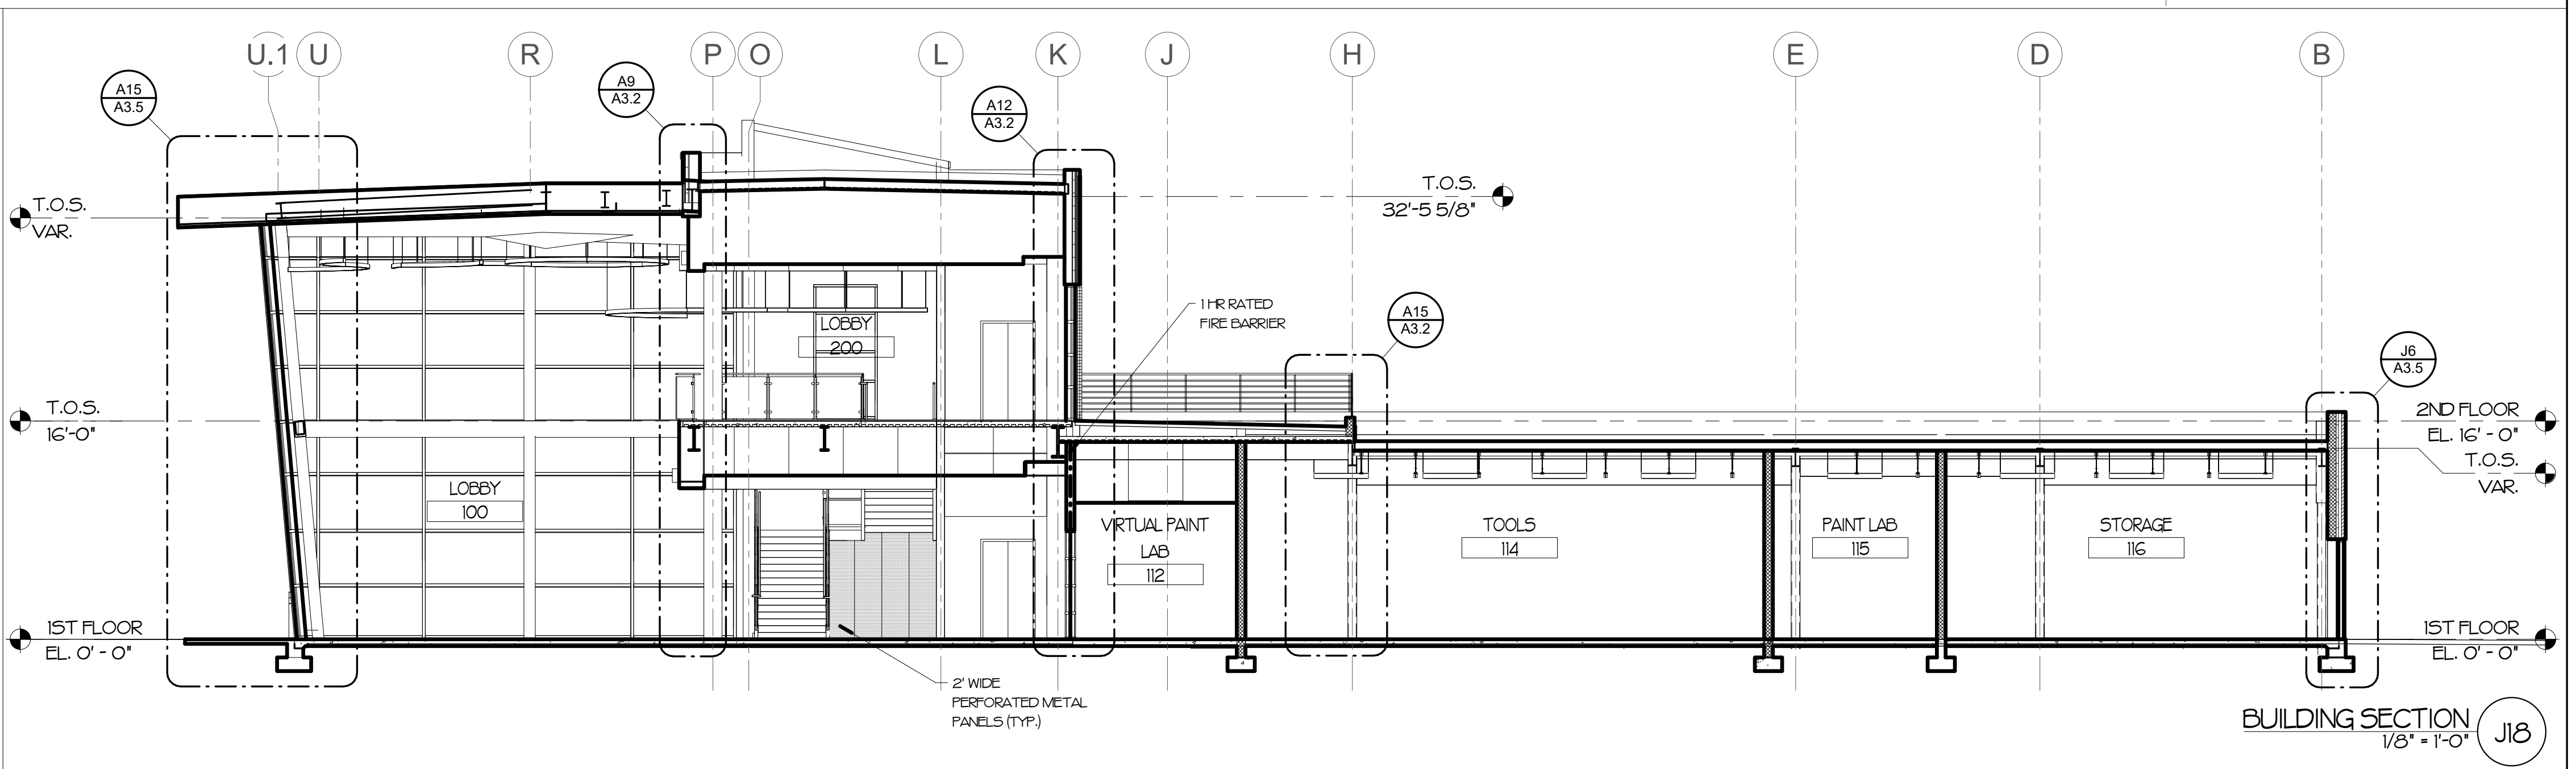 U.1 U R P O L K J H E D B
A15
A3.5
A9
A3.2
A12
A3.2
T.O.S.
VAR.
T.O.S.
32'-5 5/8"
1 HR RATED
FIRE BARRIER
A15
A3.2
J6
A3.5
LOBBY
200
T.O.S.
16'-0"
2ND FLOOR
EL. 16' - 0"
T.O.S.
VAR.
LOBBY
100
VIRTUAL PAINT
LAB
112
TOOLS
114
PAINT LAB
115
STORAGE
116
1ST FLOOR
EL. 0' - 0"
1ST FLOOR
EL. 0' - 0"
2' WIDE
PERFORATED METAL
PANELS (TYP.)
BUILDING SECTION
1/8" = 1'-0"
J18